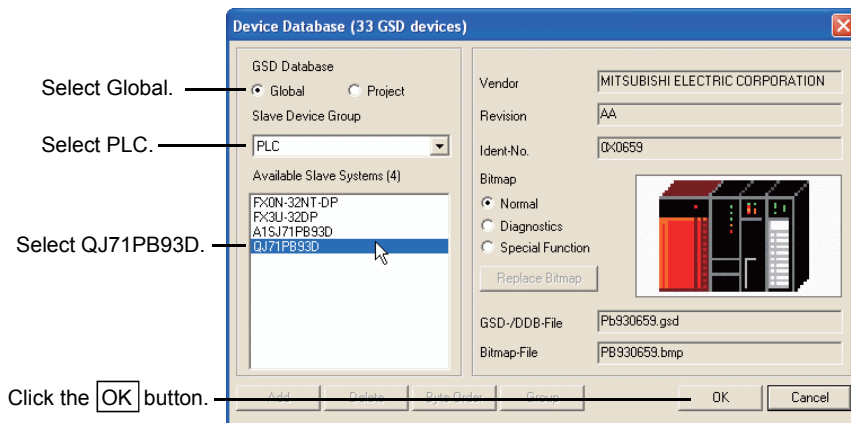 Device Database (33 GSD devices)
GSD Database
Select Global.
Global
Project
Slave Device Group
Select PLC.
PLC
Available Slave Systems (4)
FX0N-32NT-DP
FX3U-32DP
A1SJ71PB93D
Select QJ71PB93D.
QJ71PB93D
Vendor
MITSUBISHI ELECTRIC CORPORATION
Revision
AA
Ident-No.
0X0659
Bitmap
Normal
Diagnostics
Special Function
Replace Bitmap
GSD-/DDB-File
Pb930659.gsd
Bitmap-File
PB930659.bmp
Click the OK button.
Add
Delete
Byte Order
Group
OK
Cancel